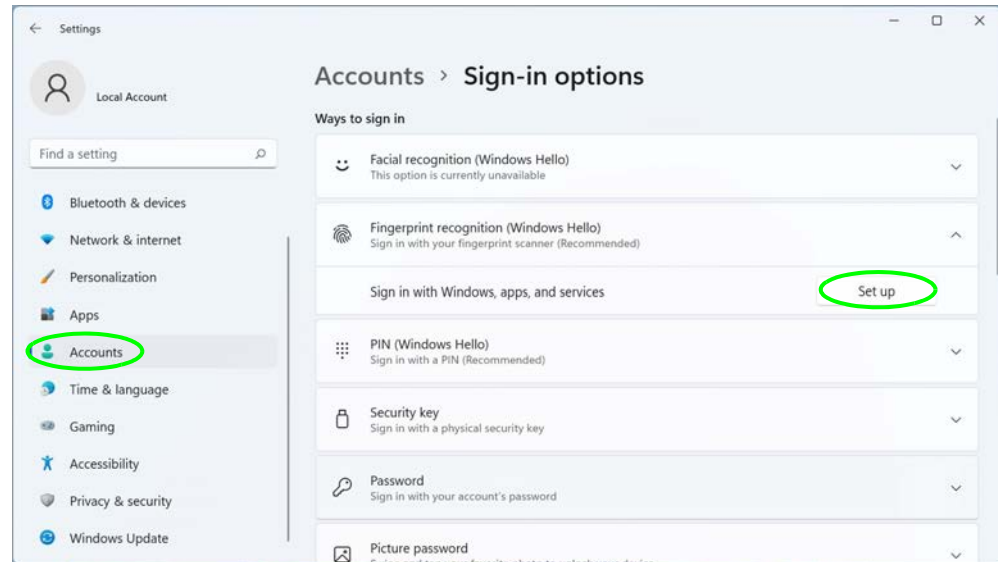 Settings
Local Account
Find a setting
Bluetooth & devices
Network & internet
Personalization
Apps
Accounts
Time & language
Gaming
Accessibility
Privacy & security
Windows Update
Accounts > Sign-in options
Ways to sign in
Facial recognition (Windows Hello)
This option is currently unavailable
Fingerprint recognition (Windows Hello)
Sign in with your fingerprint scanner (Recommended)
Sign in with Windows, apps, and services
Set up
PIN (Windows Hello)
Sign in with a PIN (Recommended)
Security key
Sign in with a physical security key
Password
Sign in with your account's password
Picture password